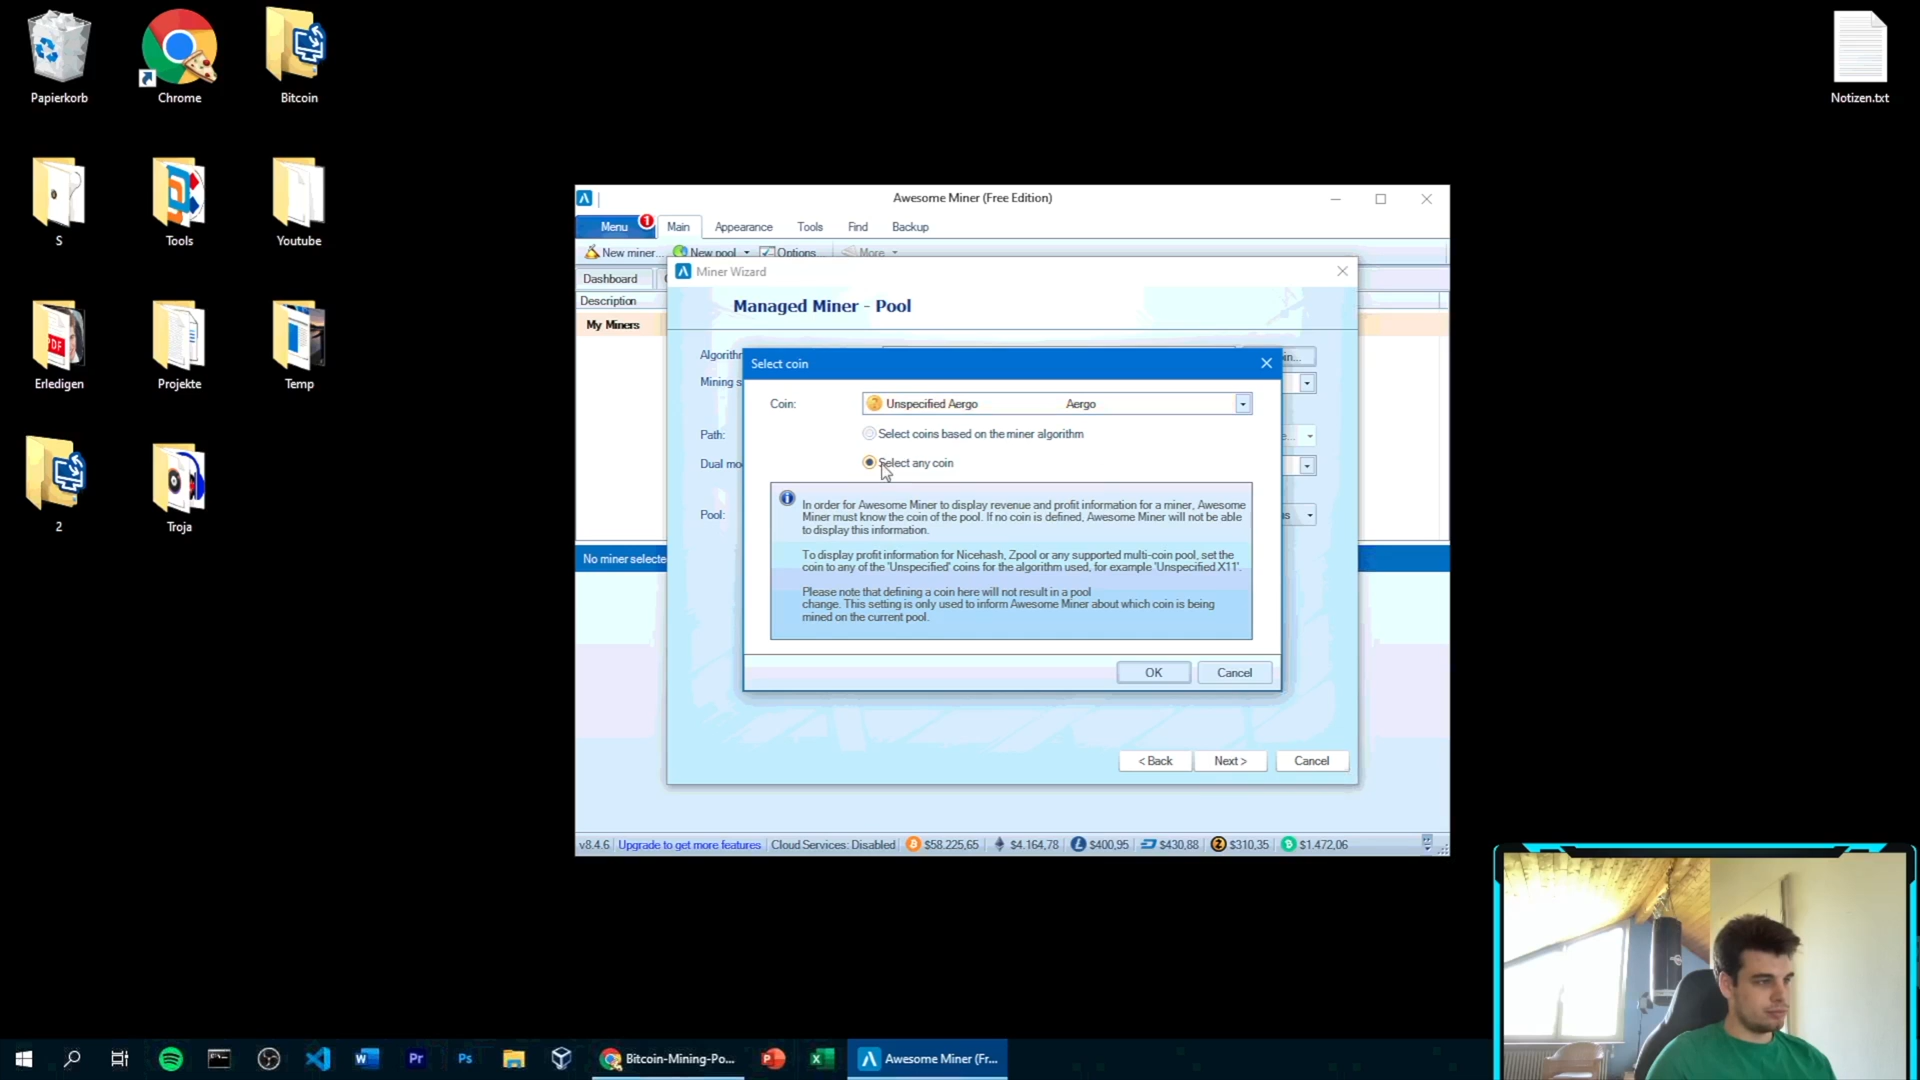 Papierkorb
Chrome
Bitcoin
Notizen.txt
S
Tools
Youtube
Erledigen
Projekte
Temp
2
Troja
PDF
Awesome Miner (Free Edition)
Menu
1
Main
Appearance
Tools
Find
Backup
New miner...
New pool
Options
More
Dashboard
Description
My Miners
No miner selecte
Miner Wizard
Managed Miner - Pool
Algorithm
Mining s
Path:
Dual mo
Pool:
Select coin
Coin:
Unspecified Aergo
Aergo
Select coins based on the miner algorithm
Select any coin
In order for Awesome Miner to display revenue and profit information for a miner, Awesome
Miner must know the coin of the pool. If no coin is defined, Awesome Miner will not be able
to display this information.
To display profit information for Nicehash, Zpool or any supported multi-coin pool, set the
coin to any of the 'Unspecified' coins for the algorithm used, for example 'Unspecified X11'.
Please note that defining a coin here will not result in a pool
change. This setting is only used to inform Awesome Miner about which coin is being
mined on the current pool.
OK
Cancel
< Back
Next >
Cancel
v8.4.6
Upgrade to get more features
Cloud Services: Disabled
$58.225,65
$4.164,78
$400,95
$430,88
$310,35
$1.472,06
Bitcoin-Mining-Po...
Awesome Miner (Fr...